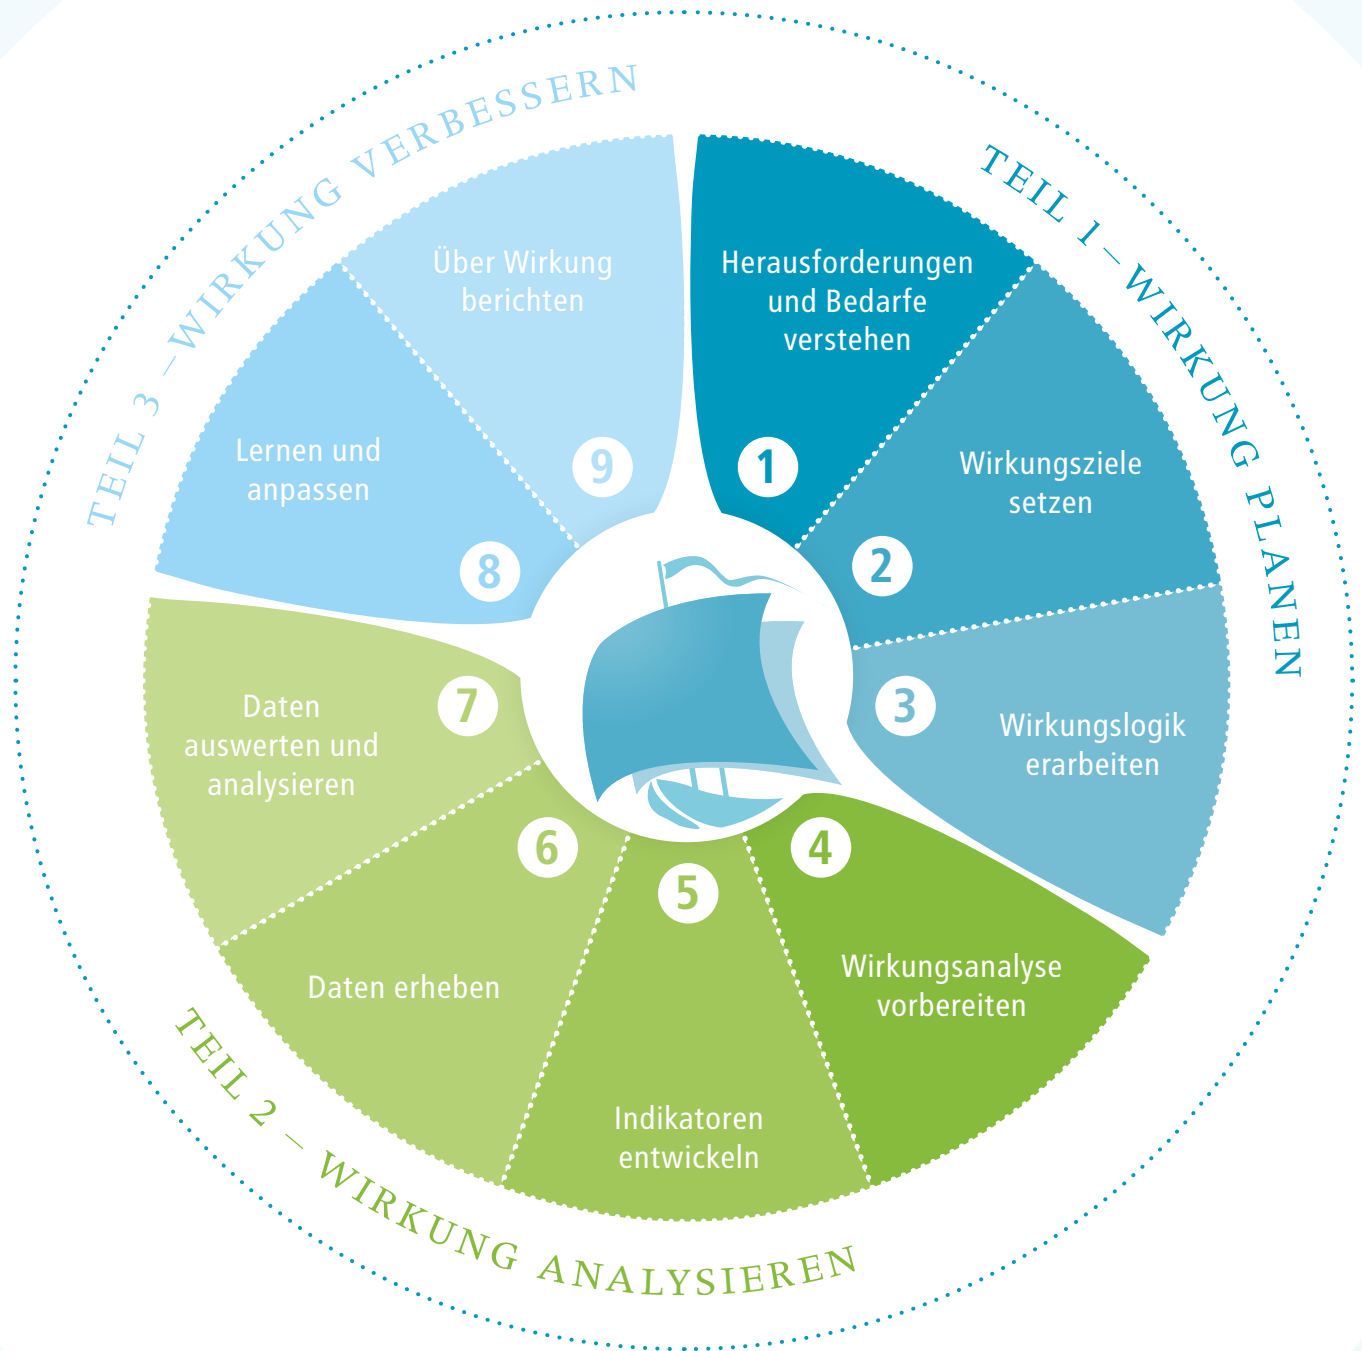 TEIL 1 – WIRKUNG PLANEN
Herausforderungen
und Bedarfe
verstehen
1
Wirkungsziele
setzen
2
Wirkungslogik
erarbeiten
3
TEIL 2 – WIRKUNG ANALYSIEREN
Wirkungsanalyse
vorbereiten
4
Indikatoren
entwickeln
5
Daten erheben
6
Daten
auswerten und
analysieren
7
TEIL 3 – WIRKUNG VERBESSERN
Lernen und
anpassen
8
Über Wirkung
berichten
9